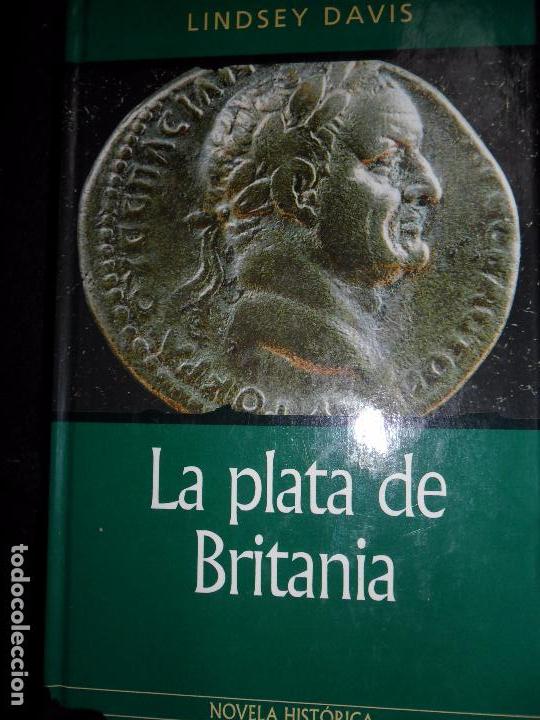 LINDSEY DAVIS
La plata de
Britania
NOVELA HISTÓRICA
todocoleccion